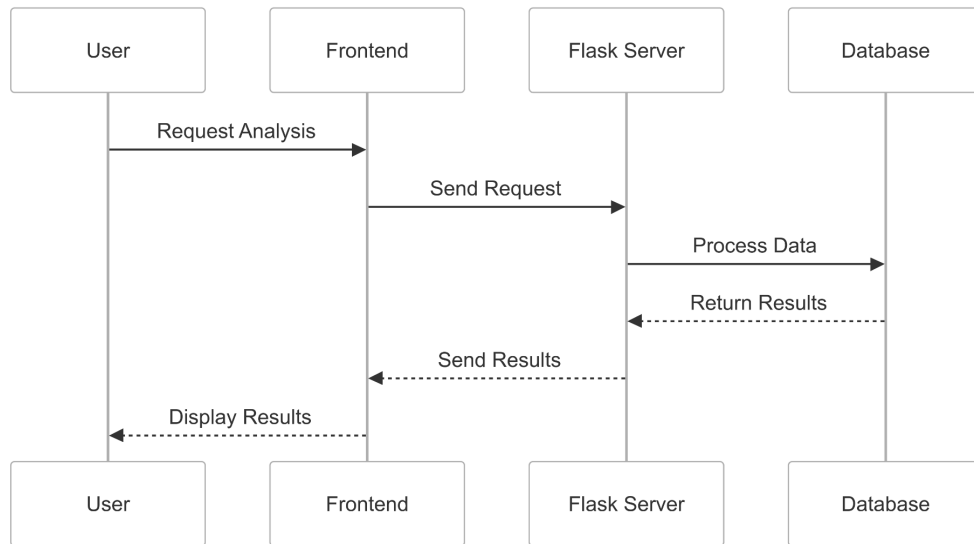 User Frontend Flask Server Database
Request Analysis
Send Request
Process Data
Return Results
Send Results
Display Results
User Frontend Flask Server Database